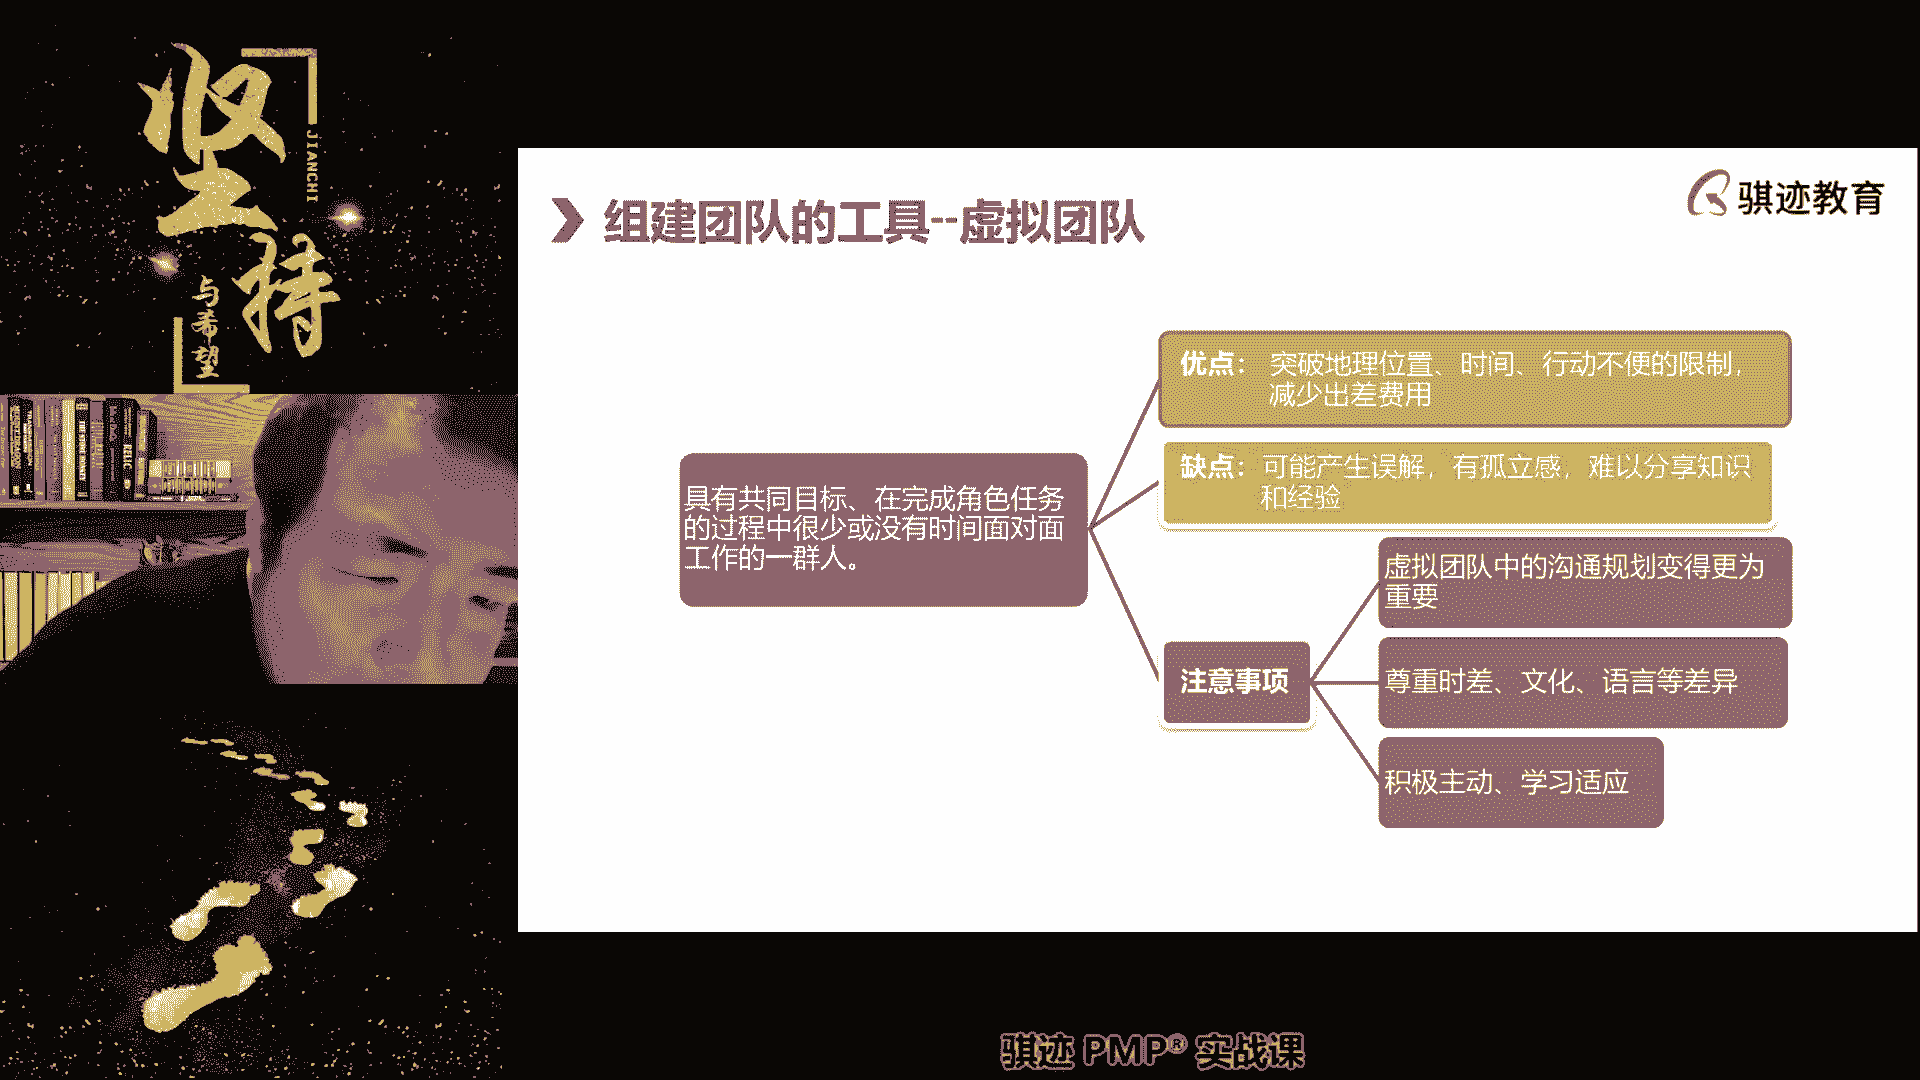 坚持
JIANCHI
与希望
骐迹教育
组建团队的工具--虚拟团队
优点：突破地理位置、时间、行动不便的限制，
减少出差费用
缺点：可能产生误解，有孤立感，难以分享知识
和经验
具有共同目标、在完成角色任务
的过程中很少或没有时间面对面
工作的一群人。
虚拟团队中的沟通规划变得更为
重要
注意事项
尊重时差、文化、语言等差异
积极主动、学习适应
骐迹 PMP® 实战课